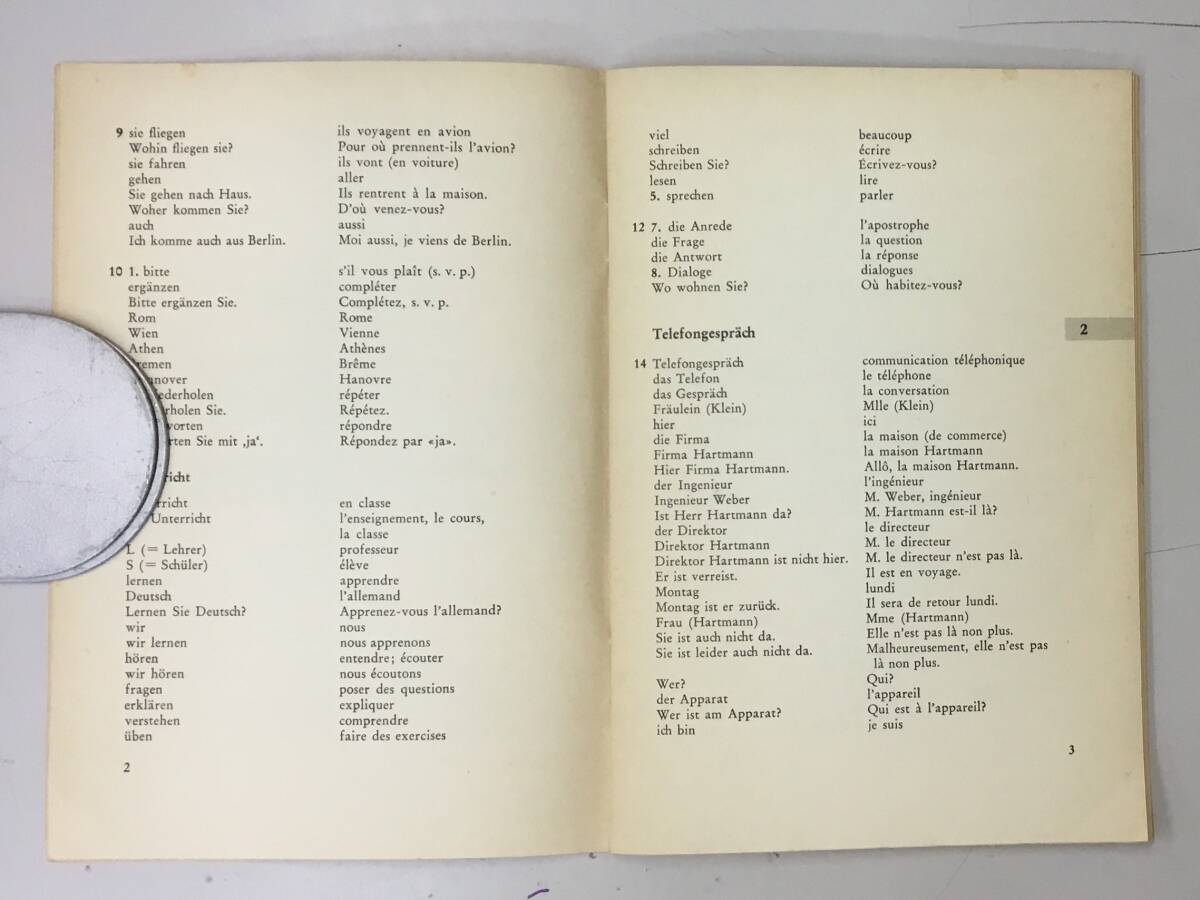 9 sie fliegen ils voyagent en avion
Wohin fliegen sie? Pour où prennent-ils l'avion?
sie fahren ils vont (en voiture)
gehen aller
Sie gehen nach Haus. Ils rentrent à la maison.
Woher kommen Sie? D'où venez-vous?
auch aussi
Ich komme auch aus Berlin. Moi aussi, je viens de Berlin.
10 1. bitte s'il vous plaît (s. v. p.)
ergänzen compléter
Bitte ergänzen Sie. Complétez, s. v. p.
Rom Rome
Wien Vienne
Athen Athènes
remen Brême
nover Hanovre
ederholen répéter
rholen Sie. Répétez.
worten répondre
rten Sie mit ‚ja'. Répondez par «ja».
richt
rricht en classe
Unterricht l'enseignement, le cours,
la classe
L (= Lehrer) professeur
S (= Schüler) élève
lernen apprendre
Deutsch l'allemand
Lernen Sie Deutsch? Apprenez-vous l'allemand?
wir nous
wir lernen nous apprenons
hören entendre; écouter
wir hören nous écoutons
fragen poser des questions
erklären expliquer
verstehen comprendre
üben faire des exercises
2
viel beaucoup
schreiben écrire
Schreiben Sie? Écrivez-vous?
lesen lire
5. sprechen parler
12 7. die Anrede l'apostrophe
die Frage la question
die Antwort la réponse
8. Dialoge dialogues
Wo wohnen Sie? Où habitez-vous?
Telefongespräch 2
14 Telefongespräch communication téléphonique
das Telefon le téléphone
das Gespräch la conversation
Fräulein (Klein) Mlle (Klein)
hier ici
die Firma la maison (de commerce)
Firma Hartmann la maison Hartmann
Hier Firma Hartmann. Allô, la maison Hartmann.
der Ingenieur l'ingénieur
Ingenieur Weber M. Weber, ingénieur
Ist Herr Hartmann da? M. Hartmann est-il là?
der Direktor le directeur
Direktor Hartmann M. le directeur
Direktor Hartmann ist nicht hier. M. le directeur n'est pas là.
Er ist verreist. Il est en voyage.
Montag lundi
Montag ist er zurück. Il sera de retour lundi.
Frau (Hartmann) Mme (Hartmann)
Sie ist auch nicht da. Elle n'est pas là non plus.
Sie ist leider auch nicht da. Malheureusement, elle n'est pas
là non plus.
Wer? Qui?
der Apparat l'appareil
Wer ist am Apparat? Qui est à l'appareil?
ich bin je suis
3